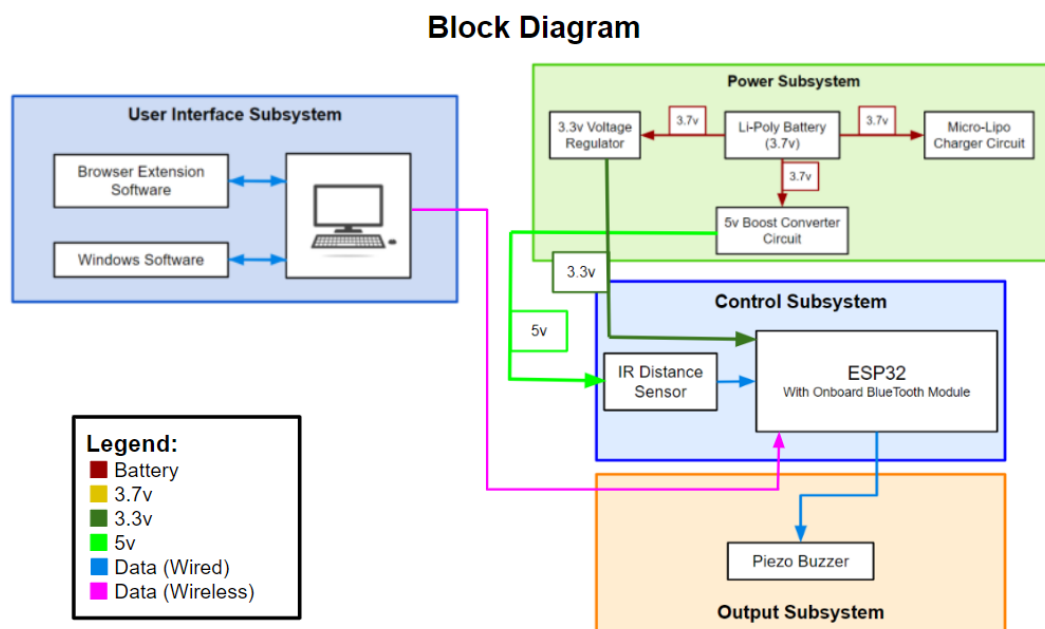 Block Diagram
User Interface Subsystem
Browser Extension
Software
Windows Software
Power Subsystem
3.3v Voltage
Regulator
3.7v
Li-Poly Battery
(3.7v)
3.7v
Micro-Lipo
Charger Circuit
3.7v
5v Boost Converter
Circuit
3.3v
5v
Control Subsystem
IR Distance
Sensor
ESP32
With Onboard BlueTooth Module
Piezo Buzzer
Output Subsystem
Legend:
Battery
3.7v
3.3v
5v
Data (Wired)
Data (Wireless)